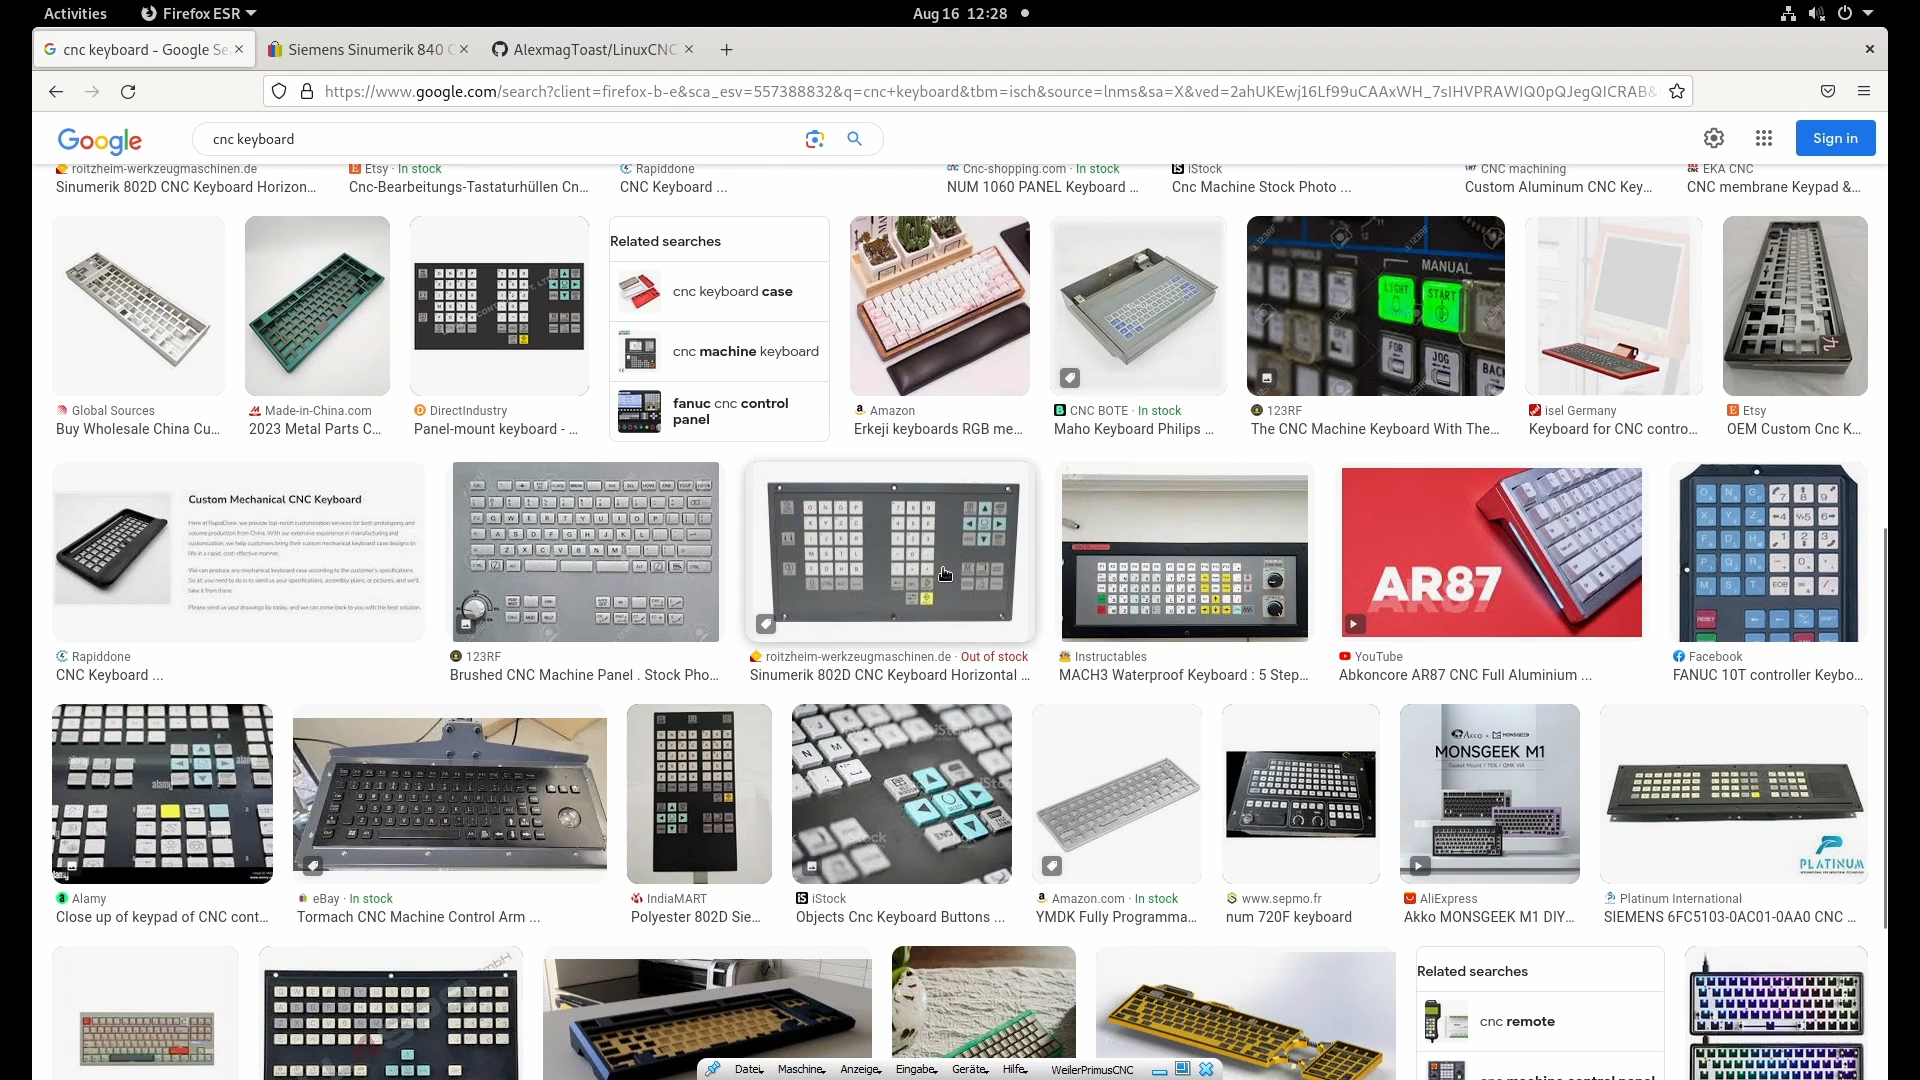 Activities
Firefox ESR
Aug 16 12:28
cnc keyboard - Google Se
Siemens Sinumerik 840 C
AlexmagToast/LinuxCNC
https://www.google.com/search?client=firefox-b-e&sca_esv=557388832&q=cnc+keyboard&tbm=isch&source=lnms&sa=X&ved=2ahUKEwj16Lf99uCAAxWH_7sIHVPRAWIQ0pQJegQICRAB&
Google
cnc keyboard
Sign in
roitzheim-werkzeugmaschinen.de
Etsy · In stock
Rapiddone
Cnc-shopping.com · In stock
iStock
CNC machining
EKA CNC
Sinumerik 802D CNC Keyboard Horizon...
Cnc-Bearbeitungs-Tastaturhüllen Cn...
CNC Keyboard ...
NUM 1060 PANEL Keyboard ...
Cnc Machine Stock Photo ...
Custom Aluminum CNC Key...
CNC membrane Keypad &...
Related searches
cnc keyboard case
cnc machine keyboard
fanuc cnc control
panel
MANUAL
LIGHT
START
FOR
JOG
BACK
Global Sources
Made-in-China.com
DirectIndustry
Amazon
CNC BOTE · In stock
123RF
isel Germany
Etsy
Buy Wholesale China Cu...
2023 Metal Parts C...
Panel-mount keyboard - ...
Erkeji keyboards RGB me...
Maho Keyboard Philips ...
The CNC Machine Keyboard With The...
Keyboard for CNC contro...
OEM Custom Cnc K...
Custom Mechanical CNC Keyboard
AR87
Rapiddone
123RF
roitzheim-werkzeugmaschinen.de · Out of stock
Instructables
YouTube
Facebook
CNC Keyboard ...
Brushed CNC Machine Panel . Stock Pho...
Sinumerik 802D CNC Keyboard Horizontal ...
MACH3 Waterproof Keyboard : 5 Step...
Abkoncore AR87 CNC Full Aluminium ...
FANUC 10T controller Keybo...
alamy
iStock
END
MONSGEEK M1
PLATINUM
Alamy
eBay · In stock
IndiaMART
iStock
Amazon.com · In stock
www.sepmo.fr
AliExpress
Platinum International
Close up of keypad of CNC cont...
Tormach CNC Machine Control Arm ...
Polyester 802D Sie...
Objects Cnc Keyboard Buttons ...
YMDK Fully Programma...
num 720F keyboard
Akko MONSGEEK M1 DIY...
SIEMENS 6FC5103-0AC01-0AA0 CNC ...
Related searches
cnc remote
Datei
Maschine
Anzeige
Eingabe
Geräte
Hilfe
WeilerPrimusCNC